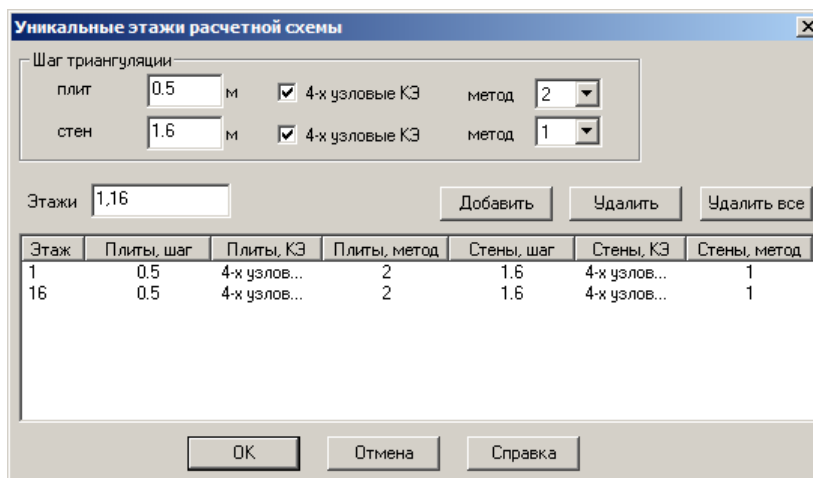 Уникальные этажи расчетной схемы
Шаг триангуляции
плит 0.5 м 4-х узловые КЭ метод 2
стен 1.6 м 4-х узловые КЭ метод 1
Этажи 1,16 Добавить Удалить Удалить все
Этаж Плиты, шаг Плиты, КЭ Плиты, метод Стены, шаг Стены, КЭ Стены, метод
1 0.5 4-х узлов... 2 1.6 4-х узлов... 1
16 0.5 4-х узлов... 2 1.6 4-х узлов... 1
OK Отмена Справка